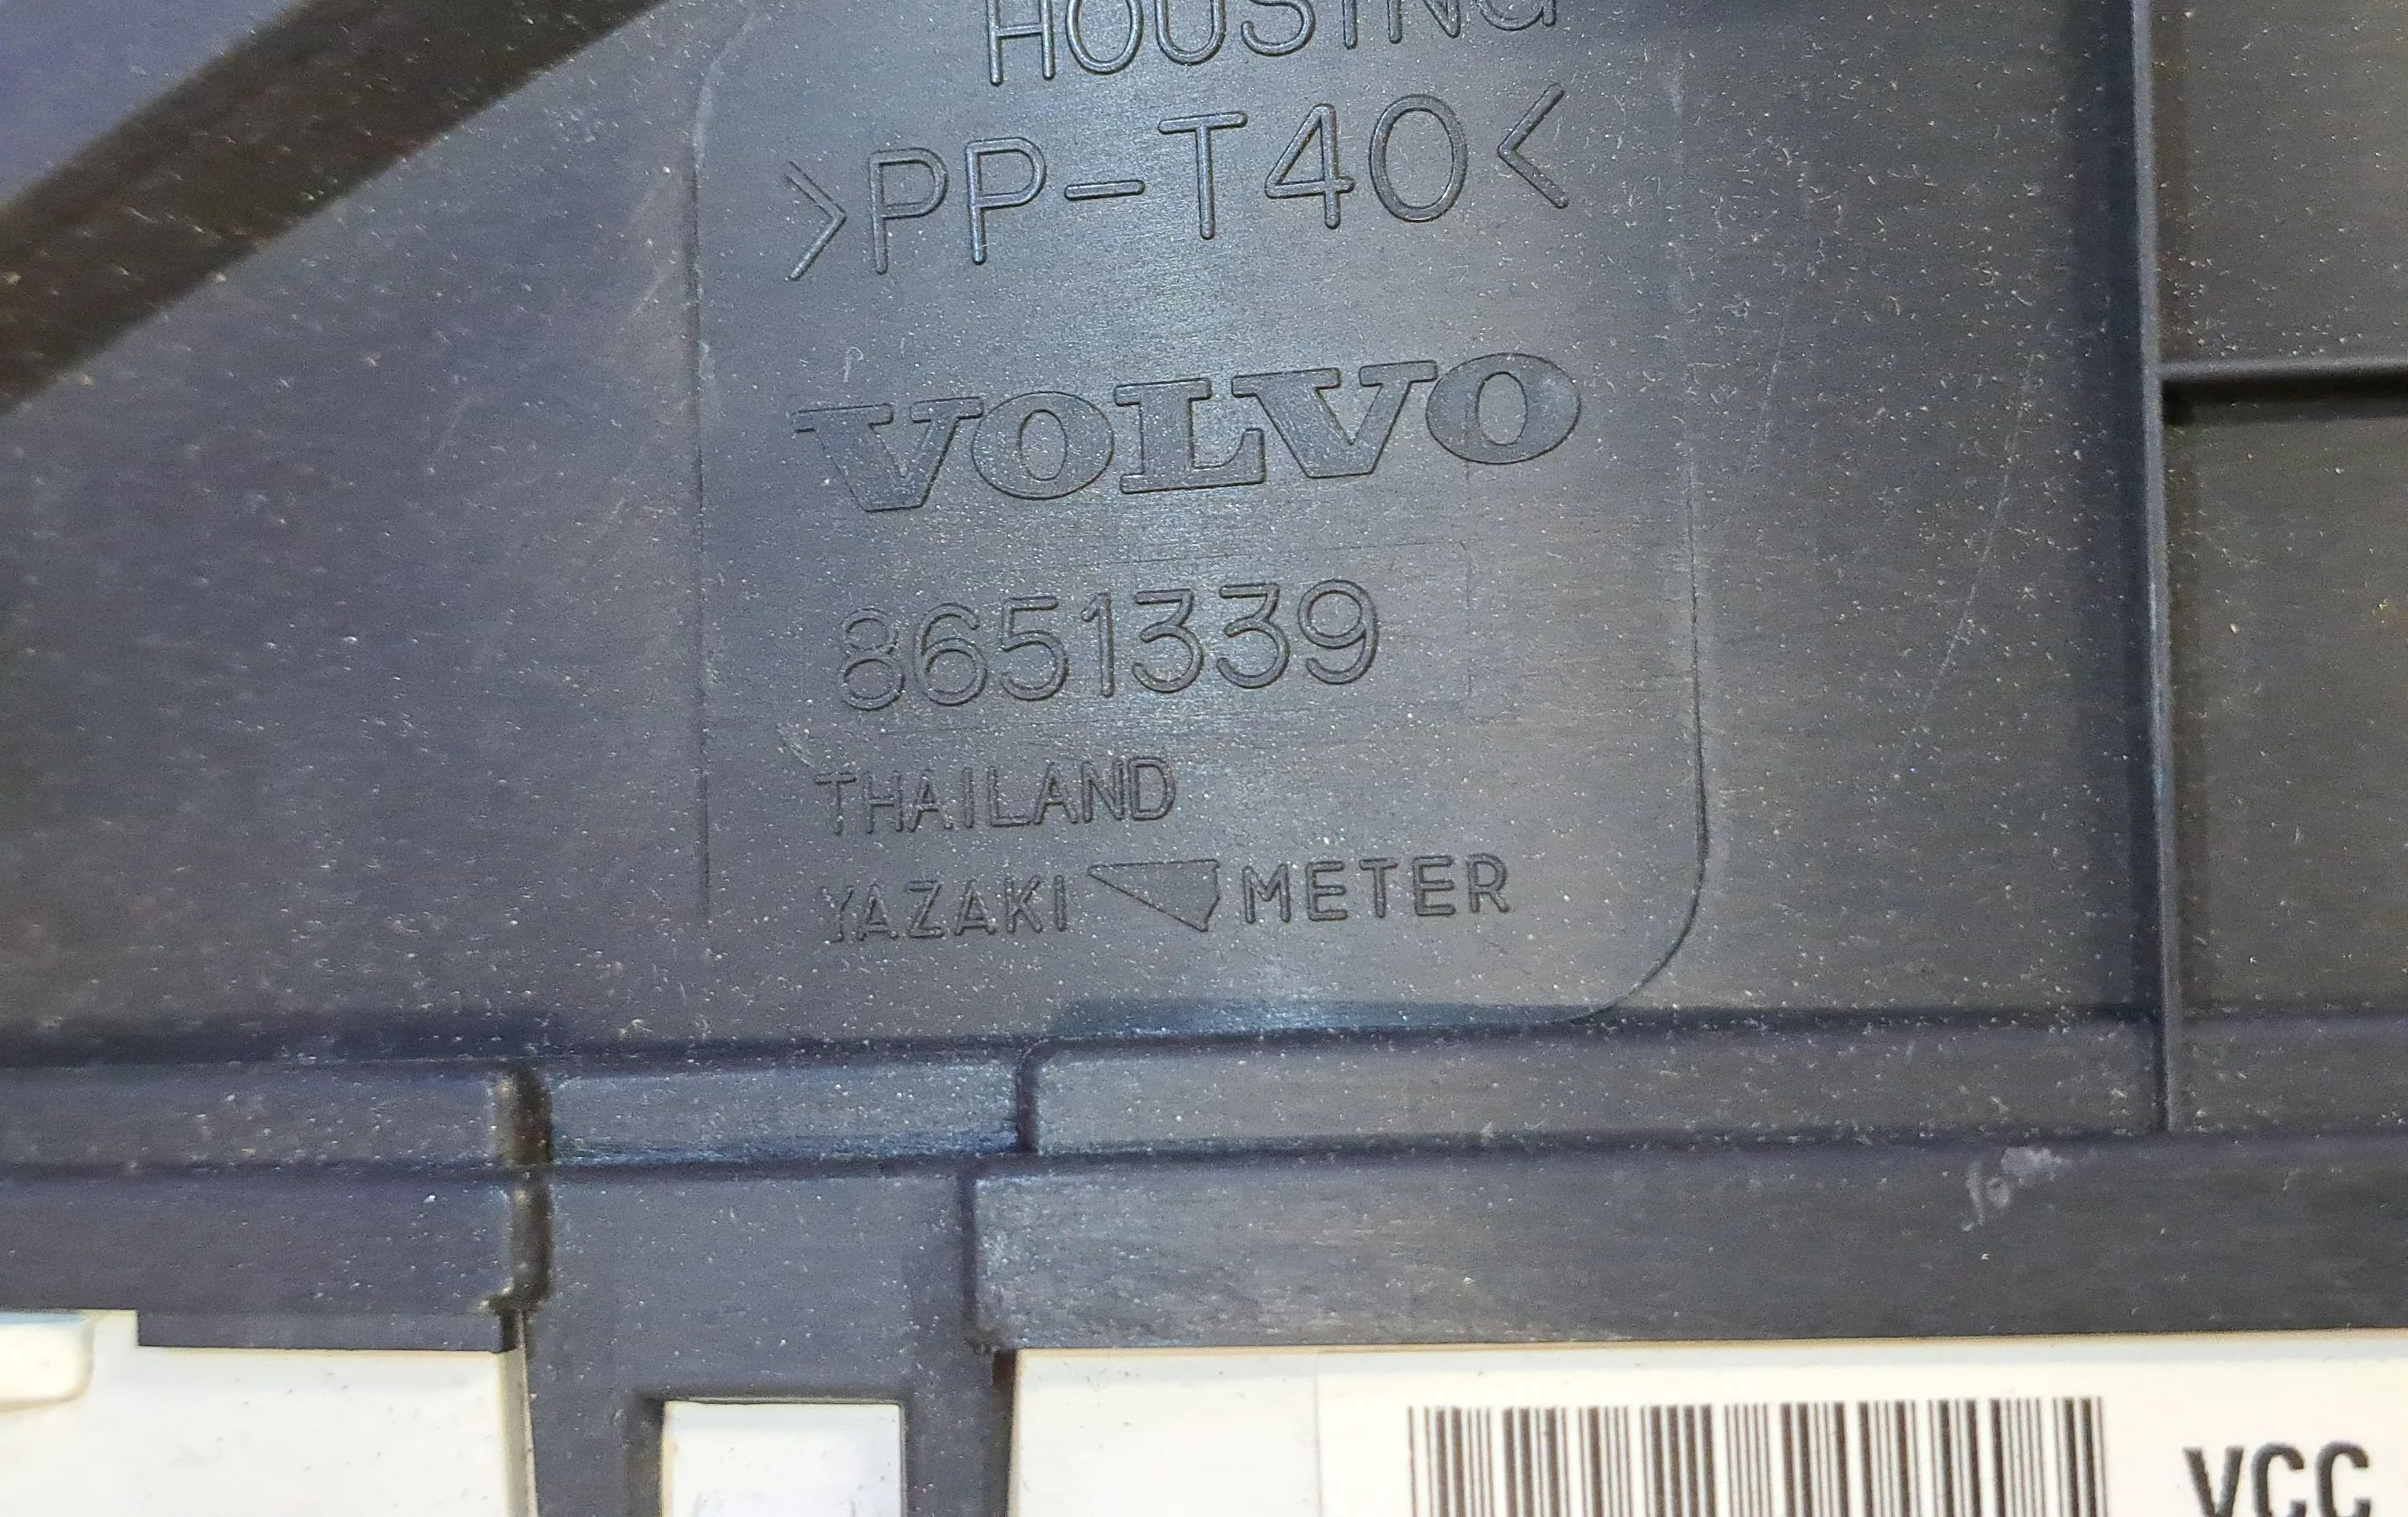 HOUSING
>PP-T40<
VOLVO
8651339
THAILAND
YAZAKI METER
VCC